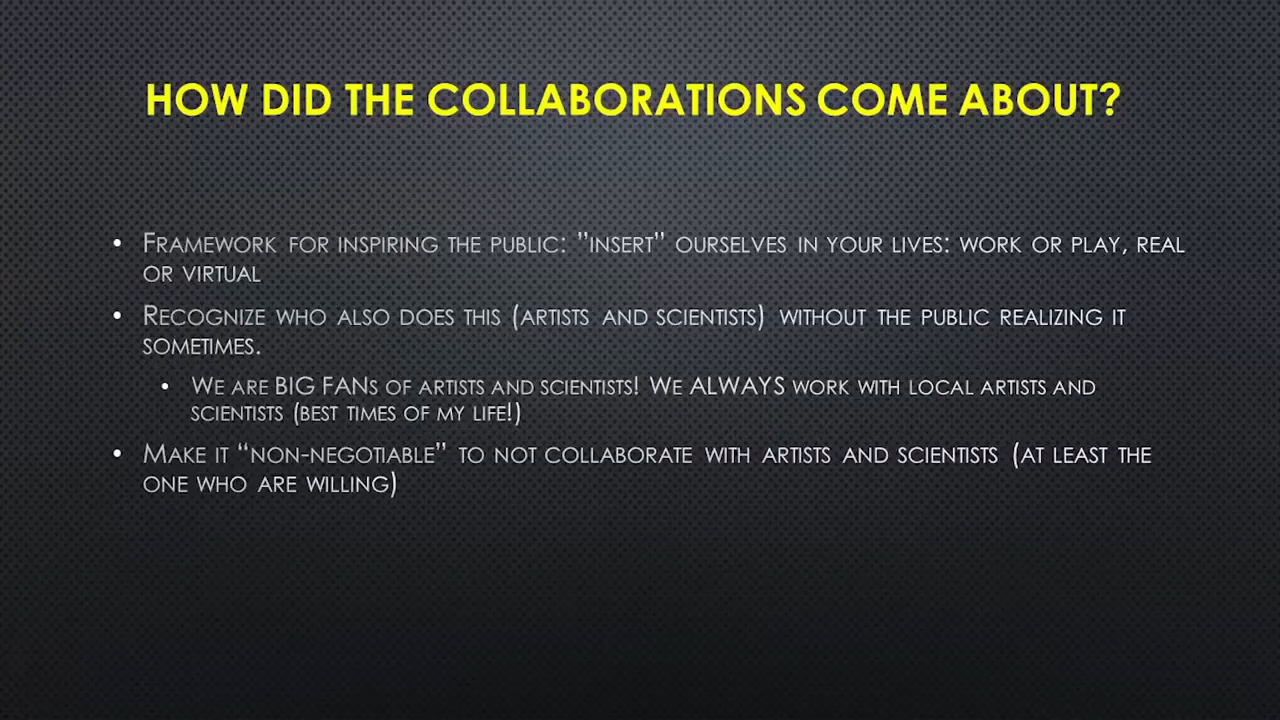 HOW DID THE COLLABORATIONS COME ABOUT?
• FRAMEWORK FOR INSPIRING THE PUBLIC: ”INSERT” OURSELVES IN YOUR LIVES: WORK OR PLAY, REAL
OR VIRTUAL
• RECOGNIZE WHO ALSO DOES THIS (ARTISTS AND SCIENTISTS) WITHOUT THE PUBLIC REALIZING IT
SOMETIMES.
• WE ARE BIG FANS OF ARTISTS AND SCIENTISTS! WE ALWAYS WORK WITH LOCAL ARTISTS AND
SCIENTISTS (BEST TIMES OF MY LIFE!)
• MAKE IT “NON-NEGOTIABLE” TO NOT COLLABORATE WITH ARTISTS AND SCIENTISTS (AT LEAST THE
ONE WHO ARE WILLING)